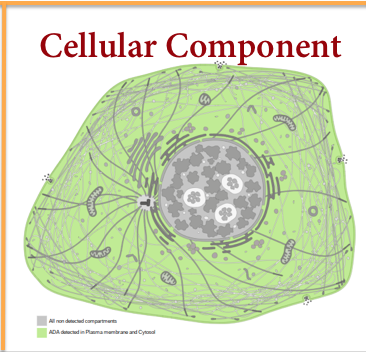 Cellular Component
All non detected compartments
ADA detected in Plasma membrane and Cytosol